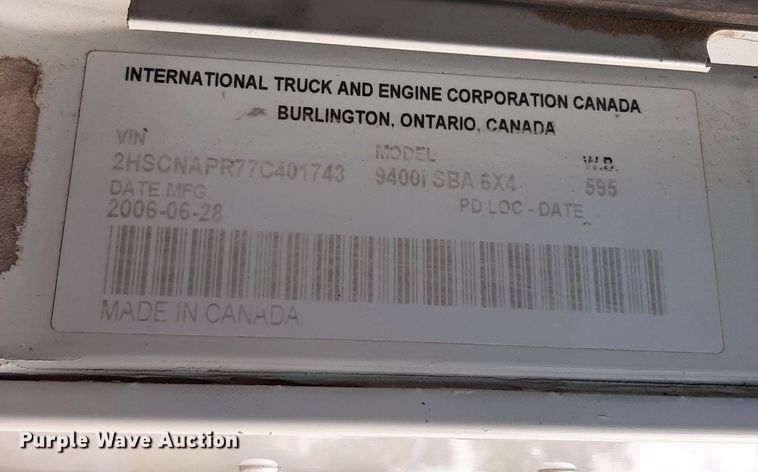 INTERNATIONAL TRUCK AND ENGINE CORPORATION CANADA
BURLINGTON, ONTARIO, CANADA
VIN MODEL W.B.
2HSCNAPR77C401743 9400i SBA 6X4 595
DATE MFG PD LOC - DATE
2006-06-28
MADE IN CANADA
Purple Wave Auction